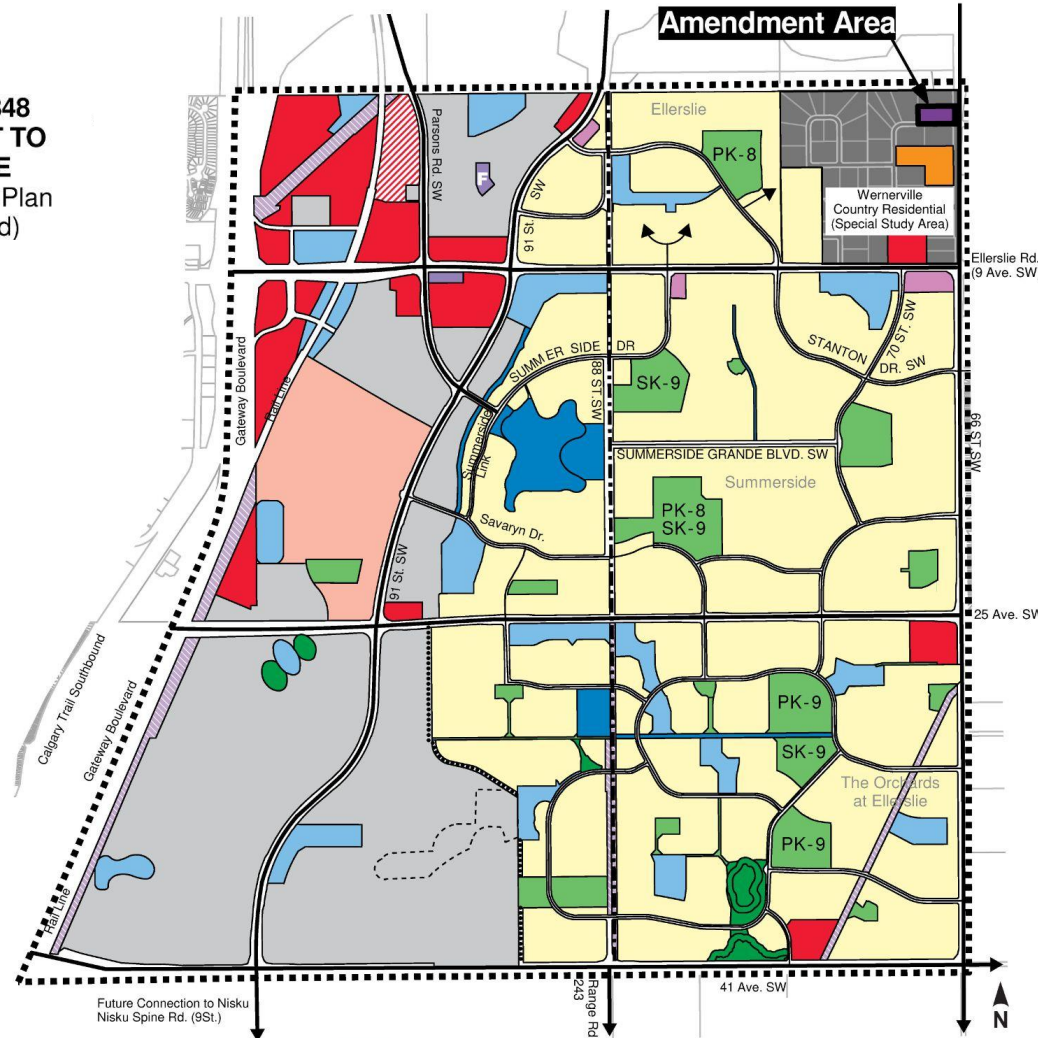 Amendment Area
848
T TO
E
Plan
d)
Ellerslie
PK-8
Parsons Rd. SW
F
SW
91 St.
Wernerville
Country Residential
(Special Study Area)
Ellerslie Rd.
(9 Ave. SW)
Gateway Boulevard
Rail Line
SUMMER SIDE DR
88 ST. SW
SK-9
STANTON
DR. SW
70 ST. SW
66 ST SW
Summerside
Link
SUMMERSIDE GRANDE BLVD. SW
Summerside
PK-8
SK-9
Savaryn Dr.
91 St. SW
25 Ave. SW
Calgary Trail Southbound
Gateway Boulevard
PK-9
SK-9
The Orchards
at Ellerslie
PK-9
Rail Line
41 Ave. SW
Future Connection to Nisku
Nisku Spine Rd. (9St.)
Range Rd
243
N